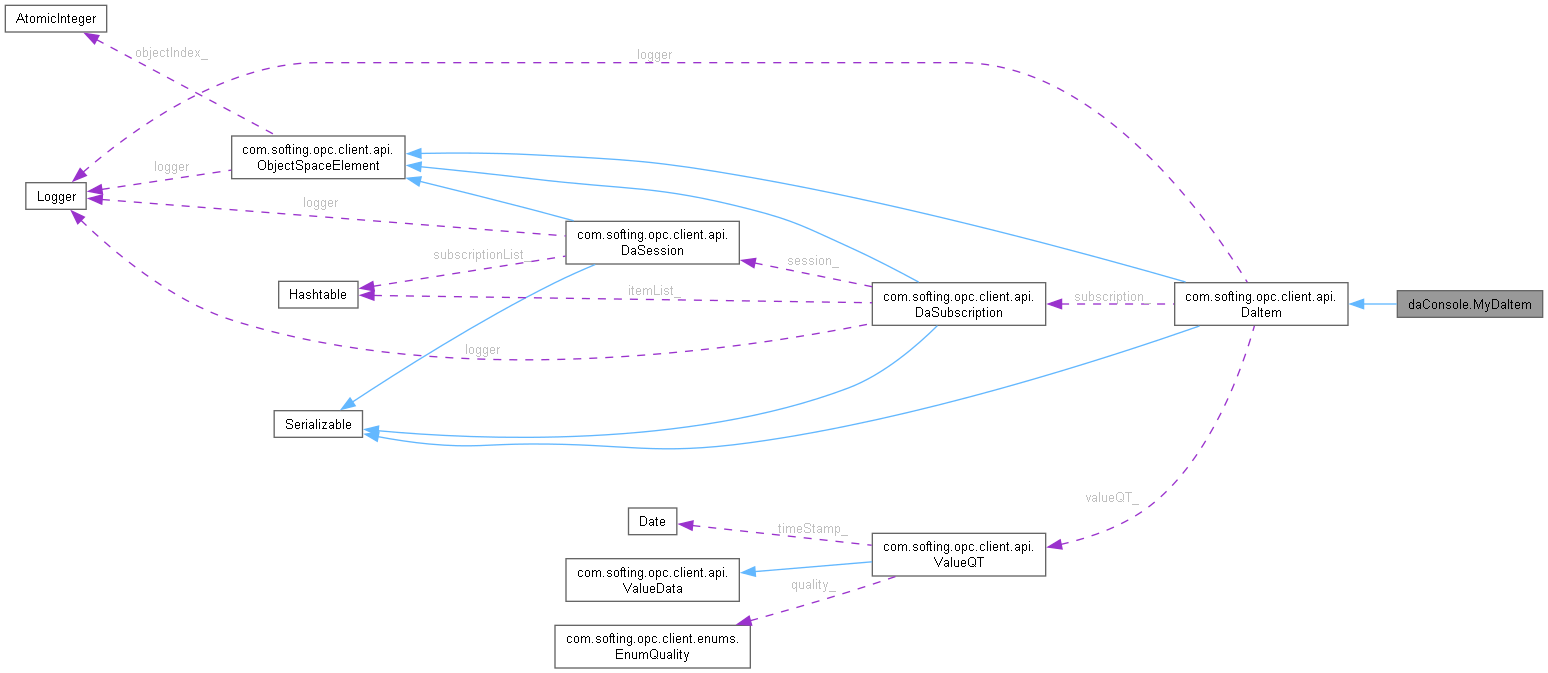 AtomicInteger
objectIndex_
logger
com.softing.opc.client.api.
ObjectSpaceElement
logger
Logger
logger
com.softing.opc.client.api.
DaSession
subscriptionList_
session_
Hashtable
itemList_
com.softing.opc.client.api.
DaSubscription
subscription_
com.softing.opc.client.api.
DaItem
daConsole.MyDaItem
logger
Serializable
valueQT_
Date
timeStamp_
com.softing.opc.client.api.
ValueQT
com.softing.opc.client.api.
ValueData
quality_
com.softing.opc.client.enums.
EnumQuality